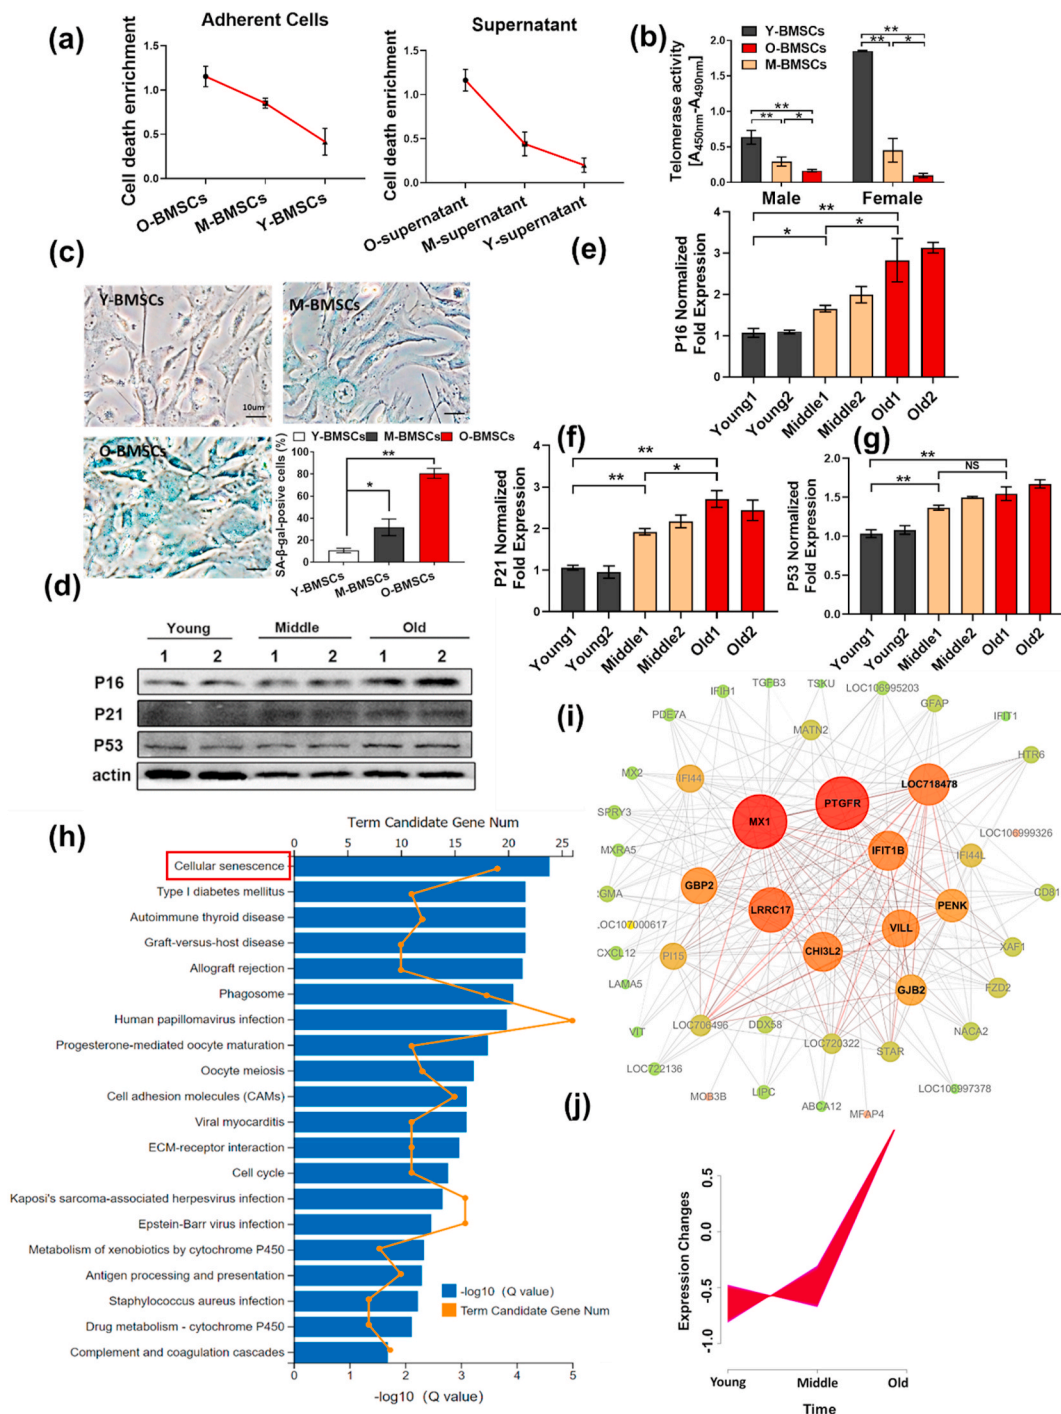 (a)
Adherent Cells
Cell death enrichment
1.5
1.0
0.5
0.0
O-BMSCs
M-BMSCs
Y-BMSCs
Supernatant
Cell death enrichment
1.5
1.0
0.5
0.0
O-supernatant
M-supernatant
Y-supernatant
(b)
Y-BMSCs
O-BMSCs
M-BMSCs
Telomerase activity
[A450nm-A490nm]
2.0
1.5
1.0
0.5
0.0
**
**
*
**
**
*
Male
Female
(c)
Y-BMSCs
10um
M-BMSCs
O-BMSCs
Y-BMSCs
M-BMSCs
O-BMSCs
SA-β-gal-postive cells (%)
100
80
60
40
20
0
**
*
Y-BMSCs
M-BMSCs
O-BMSCs
(e)
P16 Normalized
Fold Expression
4
3
2
1
0
**
*
*
Young1
Young2
Middle1
Middle2
Old1
Old2
(f)
P21 Normalized
Fold Expression
4
3
2
1
0
**
**
*
Young1
Young2
Middle1
Middle2
Old1
Old2
(g)
P53 Normalized
Fold Expression
2.0
1.5
1.0
0.5
0.0
**
**
NS
Young1
Young2
Middle1
Middle2
Old1
Old2
(d)
Young Middle Old
1 2 1 2 1 2
P16
P21
P53
actin
(i)
IFIH1
TGFB3
TSKU
LOC106995203
PDE7A
MATN2
GFAP
IFIT1
MX2
IFI44
HTR6
PTGFR
LOC718478
MX1
SPRY3
LOC106999326
MXRA5
IFIT1B
IFI44L
GBP2
CGMA
CD81
LRRC17
PENK
LOC107000617
VILL
CXCL12
PI15
CHI3L2
XAF1
LAMA5
GJB2
FZD2
VIT
LOC706496
DDX58
LOC720322
STAR
NACA2
LOC722136
MOB3B
LIPC
ABCA12
MFAP4
LOC106997378
(h)
Term Candidate Gene Num
0 5 10 15 20 25 26
Cellular senescence
Type I diabetes mellitus
Autoimmune thyroid disease
Graft-versus-host disease
Allograft rejection
Phagosome
Human papillomavirus infection
Progesterone-mediated oocyte maturation
Oocyte meiosis
Cell adhesion molecules (CAMs)
Viral myocarditis
ECM-receptor interaction
Cell cycle
Kaposi's sarcoma-associated herpesvirus infection
Epstein-Barr virus infection
Metabolism of xenobiotics by cytochrome P450
Antigen processing and presentation
Staphylococcus aureus infection
Drug metabolism - cytochrome P450
Complement and coagulation cascades
-log10 (Q value)
Term Candidate Gene Num
0 1 2 3 4 5
-log10 (Q value)
(j)
Expression Changes
0.5
0.0
-0.5
-1.0
Young
Middle
Old
Time